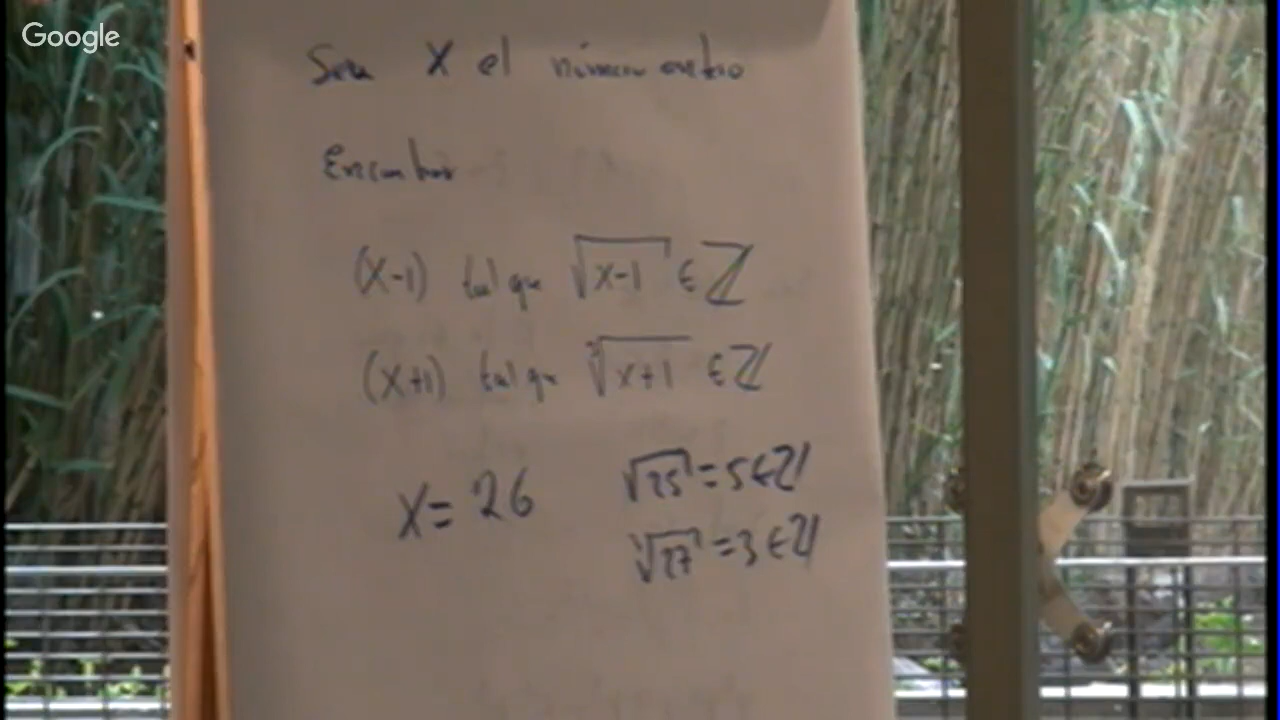 Google
Sea X el número entero
Encontrar
(X-1) tal que √(X-1) ∈ ℤ
(X+1) tal que ∛(X+1) ∈ ℤ
X = 26
√25 = 5 ∈ ℤ
∛27 = 3 ∈ ℤ